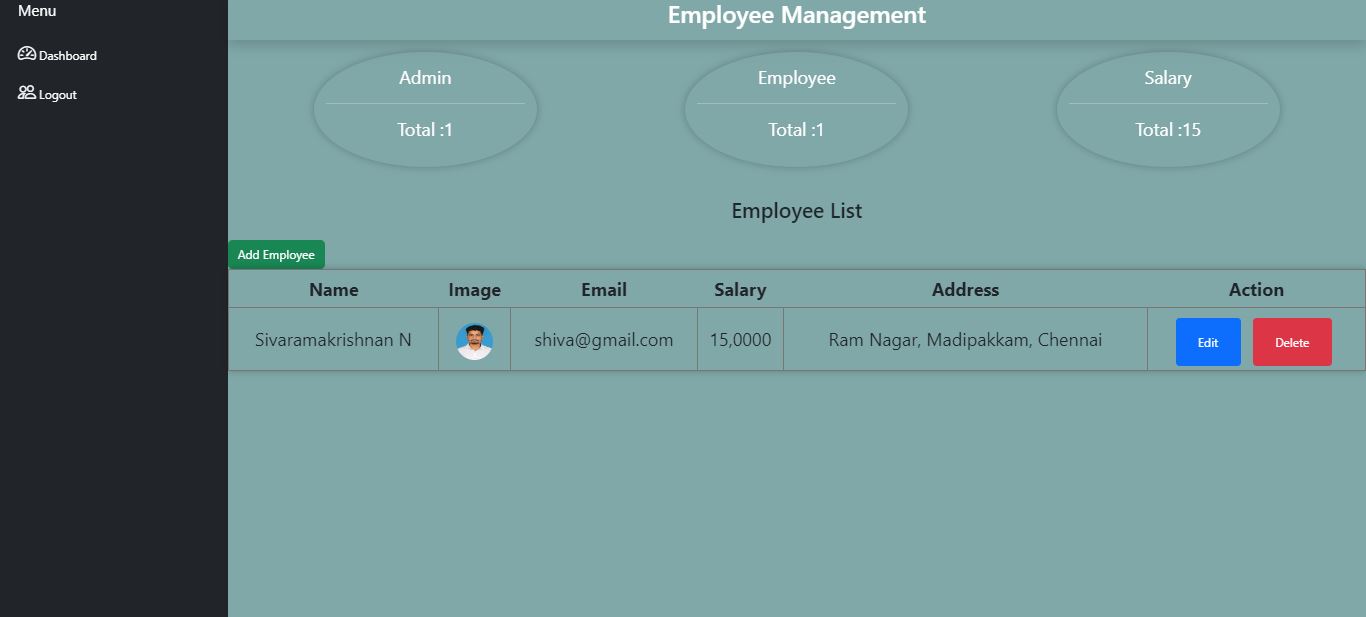 Menu
Dashboard
Logout
Employee Management
Admin
Total :1
Employee
Total :1
Salary
Total :15
Employee List
Add Employee
Name Image Email Salary Address Action
Sivaramakrishnan N shiva@gmail.com 15,0000 Ram Nagar, Madipakkam, Chennai Edit Delete